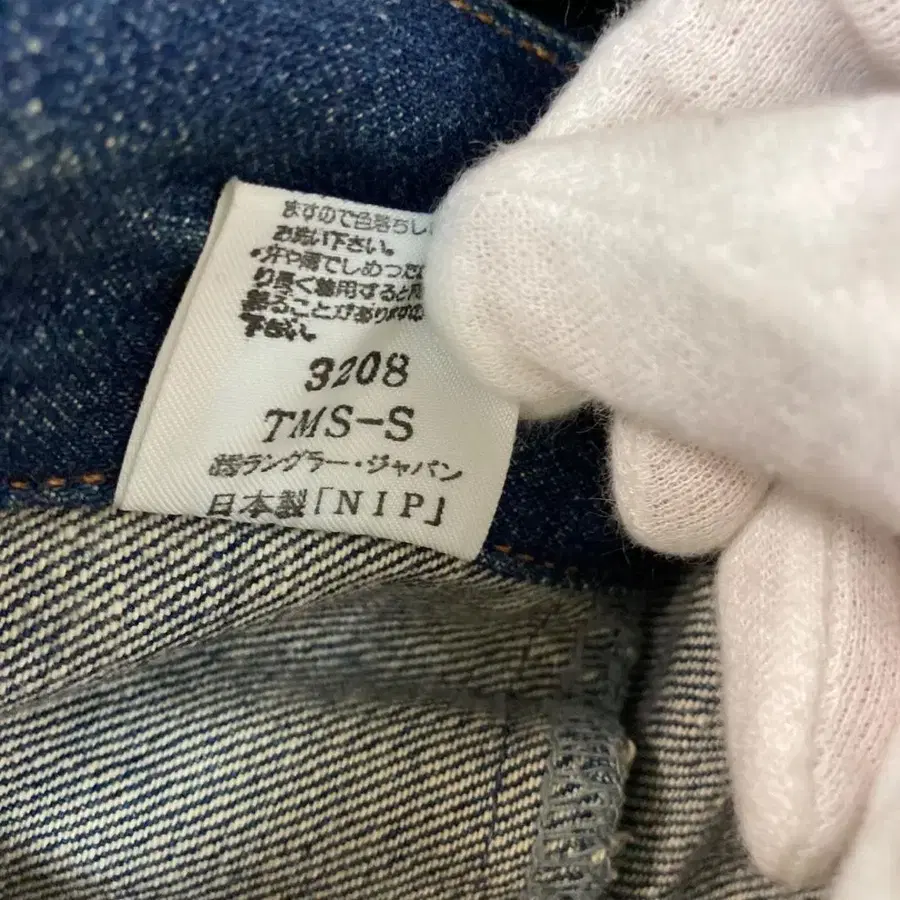 ますので色落ちし
お洗い下さい。
・汗や雨でしめった
り長く着用すると
ることがありますの
下さい。
3208
TMS-S
ラングラー・ジャパン
日本製「NIP」